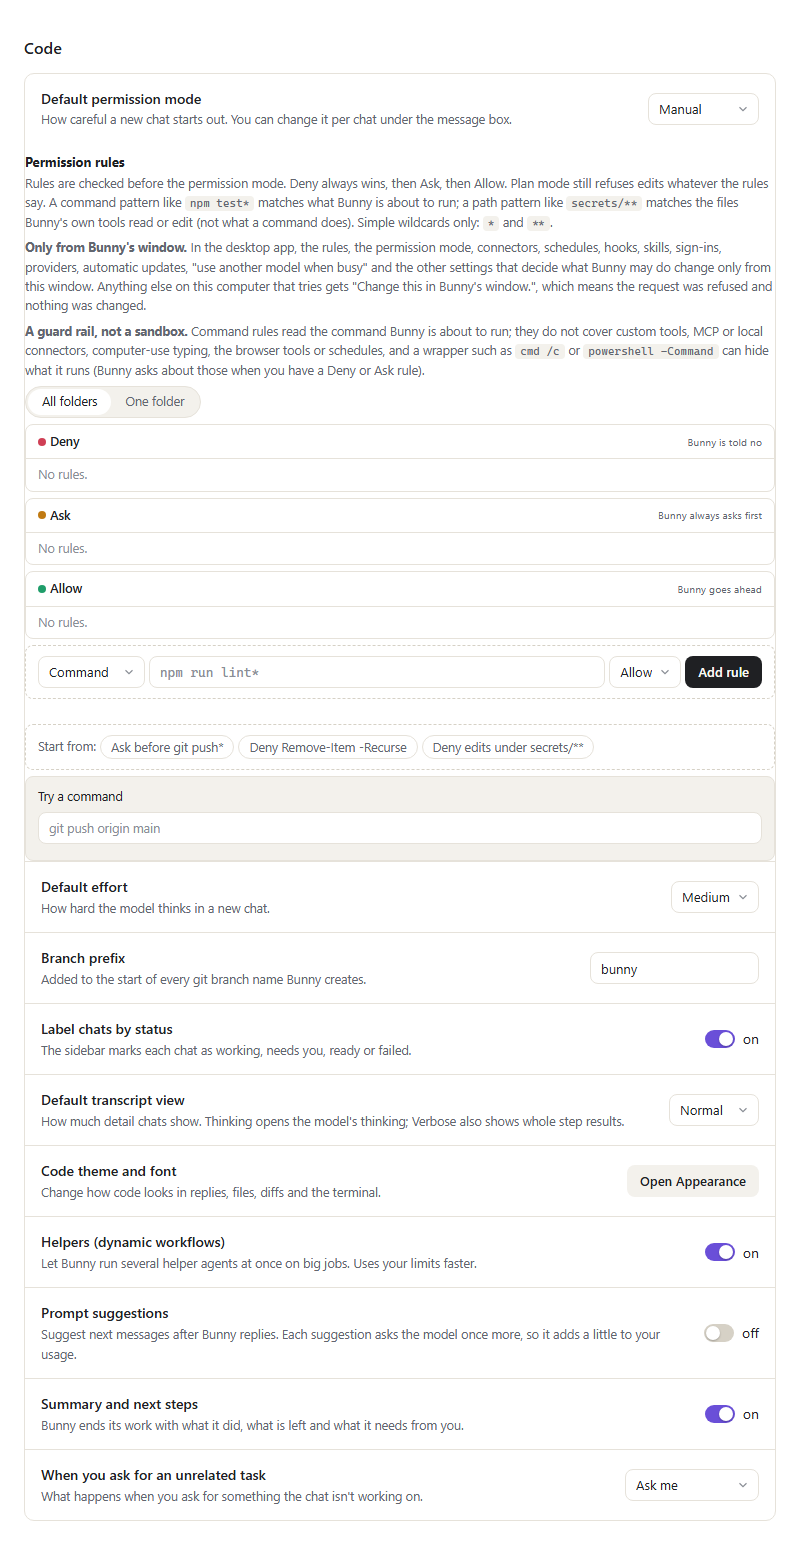 Code
Default permission mode
How careful a new chat starts out. You can change it per chat under the message box.
Manual
Permission rules
Rules are checked before the permission mode. Deny always wins, then Ask, then Allow. Plan mode still refuses edits whatever the rules
say. A command pattern like npm test* matches what Bunny is about to run; a path pattern like secrets/** matches the files
Bunny's own tools read or edit (not what a command does). Simple wildcards only: * and **.
Only from Bunny's window. In the desktop app, the rules, the permission mode, connectors, schedules, hooks, skills, sign-ins,
providers, automatic updates, "use another model when busy" and the other settings that decide what Bunny may do change only from
this window. Anything else on this computer that tries gets "Change this in Bunny's window.", which means the request was refused and
nothing was changed.
A guard rail, not a sandbox. Command rules read the command Bunny is about to run; they do not cover custom tools, MCP or local
connectors, computer-use typing, the browser tools or schedules, and a wrapper such as cmd /c or powershell -Command can hide
what it runs (Bunny asks about those when you have a Deny or Ask rule).
All folders One folder
Deny Bunny is told no
No rules.
Ask Bunny always asks first
No rules.
Allow Bunny goes ahead
No rules.
Command npm run lint* Allow Add rule
Start from: Ask before git push* Deny Remove-Item -Recurse Deny edits under secrets/**
Try a command
git push origin main
Default effort
How hard the model thinks in a new chat.
Medium
Branch prefix
Added to the start of every git branch name Bunny creates.
bunny
Label chats by status
The sidebar marks each chat as working, needs you, ready or failed.
on
Default transcript view
How much detail chats show. Thinking opens the model's thinking; Verbose also shows whole step results.
Normal
Code theme and font
Change how code looks in replies, files, diffs and the terminal.
Open Appearance
Helpers (dynamic workflows)
Let Bunny run several helper agents at once on big jobs. Uses your limits faster.
on
Prompt suggestions
Suggest next messages after Bunny replies. Each suggestion asks the model once more, so it adds a little to your
usage.
off
Summary and next steps
Bunny ends its work with what it did, what is left and what it needs from you.
on
When you ask for an unrelated task
What happens when you ask for something the chat isn't working on.
Ask me